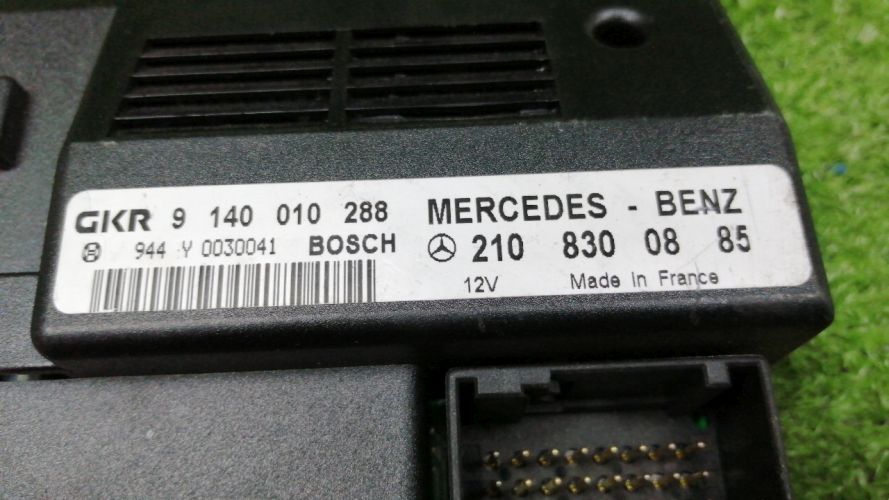 GKR 9 140 010 288 MERCEDES - BENZ
944 Y 0030041 BOSCH 210 830 08 85
12V Made in France